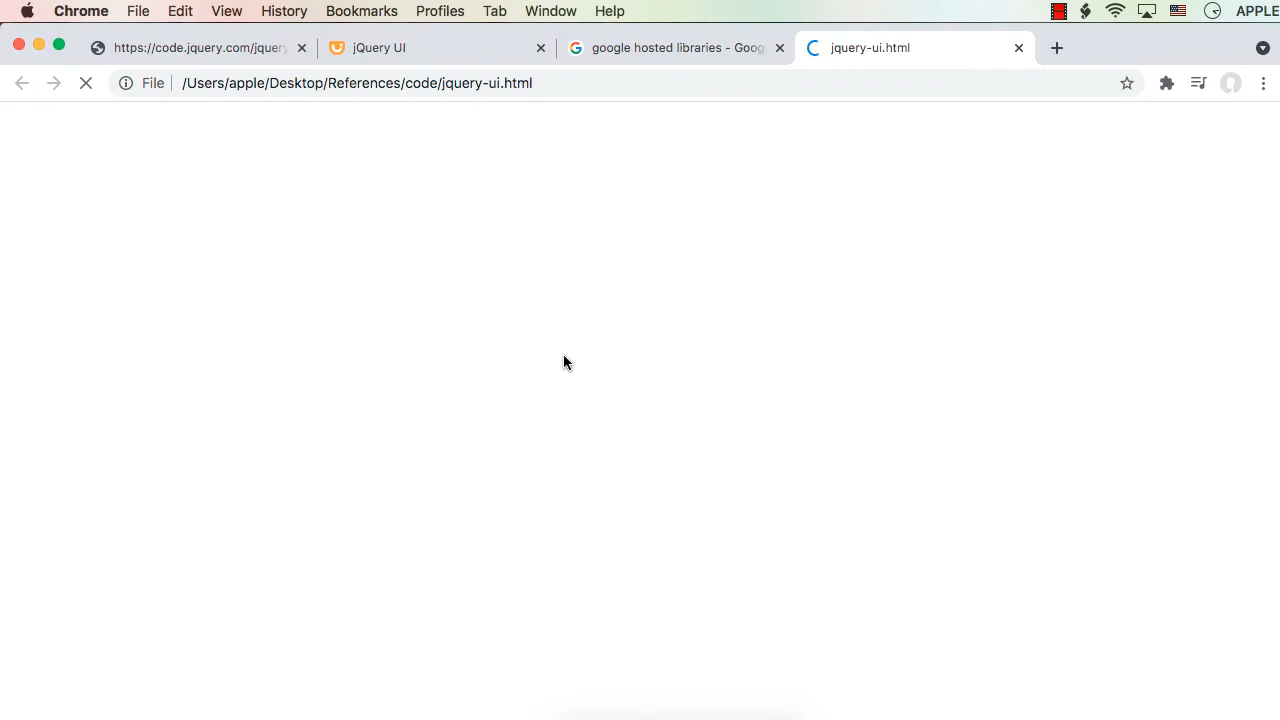 Chrome File Edit View History Bookmarks Profiles Tab Window Help APPLE
https://code.jquery.com/jquery jQuery UI google hosted libraries - Goog jquery-ui.html
File /Users/apple/Desktop/References/code/jquery-ui.html